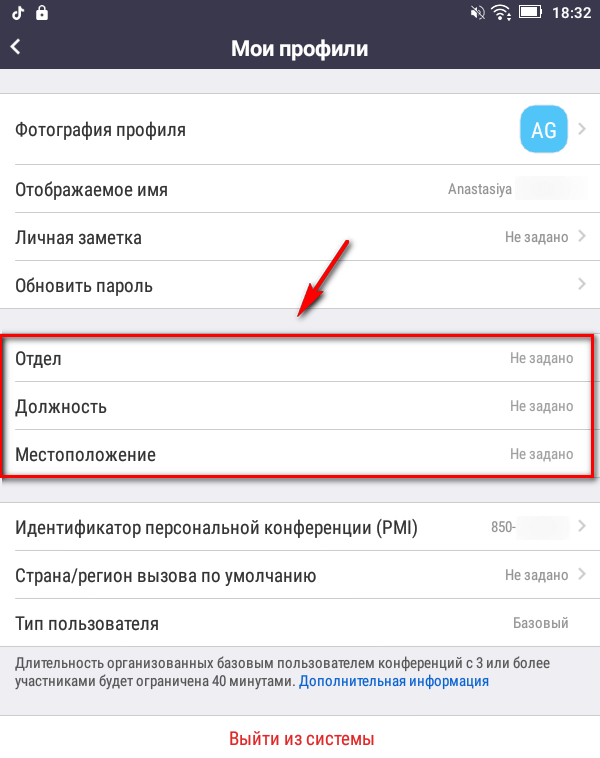 18:32
Мои профили
Фотография профиля AG
Отображаемое имя Anastasiya
Личная заметка Не задано
Обновить пароль
Отдел Не задано
Должность Не задано
Местоположение Не задано
Идентификатор персональной конференции (PMI) 850-
Страна/регион вызова по умолчанию Не задано
Тип пользователя Базовый
Длительность организованных базовым пользователем конференций с 3 или более
участниками будет ограничена 40 минутами. Дополнительная информация
Выйти из системы